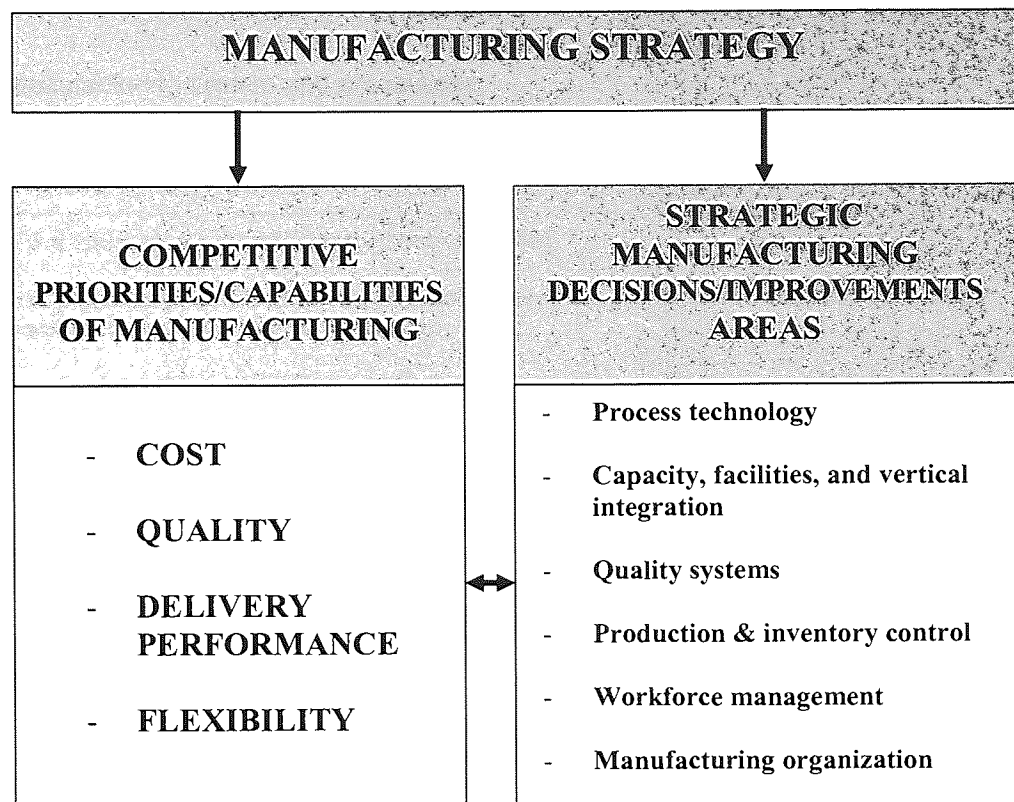 MANUFACTURING STRATEGY
COMPETITIVE
PRIORITIES/CAPABILITIES
OF MANUFACTURING
- COST
- QUALITY
- DELIVERY
PERFORMANCE
- FLEXIBILITY
STRATEGIC
MANUFACTURING
DECISIONS/IMPROVEMENTS
AREAS
- Process technology
- Capacity, facilities, and vertical
integration
- Quality systems
- Production & inventory control
- Workforce management
- Manufacturing organization